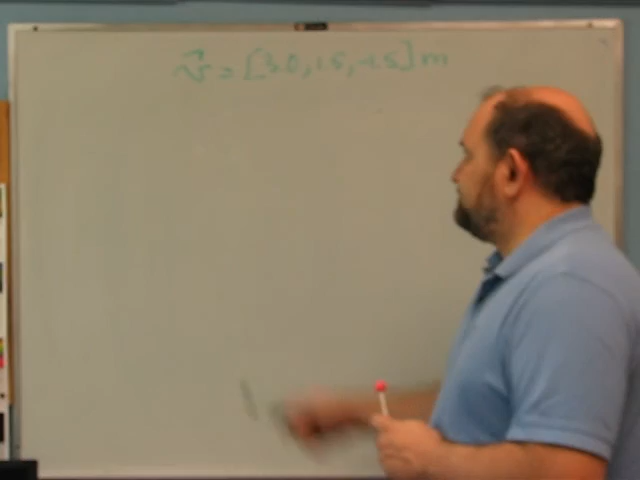 v⃗ = [3.0, 1.5, -1.5] m